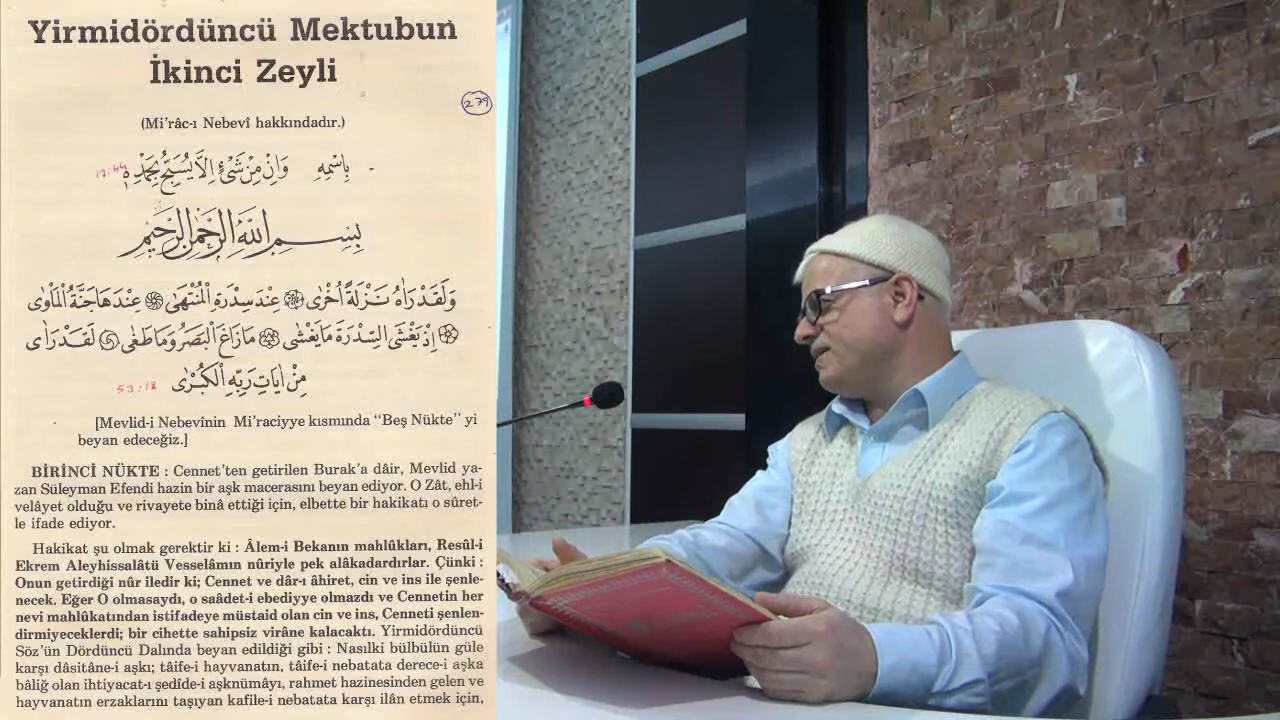 Yirmidördüncü Mektubun
İkinci Zeyli
279
(Mi'râc-ı Nebevî hakkındadır.)
بِاسْمِهِ وَاِنْ مِنْ شَىْءٍ اِلَّا يُسَبِّحُ بِحَمْدِهِ 17:44
بِسْمِ اللّٰهِ الرَّحْمٰنِ الرَّحِيمِ
وَلَقَدْ رَاٰهُ نَزْلَةً اُخْرٰى عِنْدَ سِدْرَةِ الْمُنْتَهٰى عِنْدَهَا جَنَّةُ الْمَاْوٰى
اِذْ يَغْشَى السِّدْرَةَ مَا يَغْشٰى مَا زَاغَ الْبَصَرُ وَمَا طَغٰى لَقَدْ رَاٰى
مِنْ اٰيَاتِ رَبِّهِ الْكُبْرٰى 53:18
[Mevlid-i Nebevînin Mi'raciyye kısmında "Beş Nükte" yi
beyan edeceğiz.]
BİRİNCİ NÜKTE : Cennet'ten getirilen Burak'a dâir, Mevlid ya-
zan Süleyman Efendi hazin bir aşk macerasını beyan ediyor. O Zât, ehl-i
velâyet olduğu ve rivayete binâ ettiği için, elbette bir hakikatı o sûret-
le ifade ediyor.
Hakikat şu olmak gerektir ki : Âlem-i Bekanın mahlûkları, Resûl-i
Ekrem Aleyhissalâtü Vesselâmın nûriyle pek alâkadardırlar. Çünki :
Onun getirdiği nûr iledir ki; Cennet ve dâr-ı âhiret, cin ve ins ile şenle-
necek. Eğer O olmasaydı, o saâdet-i ebediyye olmazdı ve Cennetin her
nevi mahlûkatından istifadeye müstaid olan cin ve ins, Cenneti şenlen-
dirmiyeceklerdi; bir cihette sahipsiz virâne kalacaktı. Yirmidördüncü
Söz'ün Dördüncü Dalında beyan edildiği gibi : Nasılki bülbülün güle
karşı dâsitâne-i aşkı; tâife-i hayvanatın, tâife-i nebatata derece-i aşka
bâliğ olan ihtiyacat-ı şedîde-i aşknümâyı, rahmet hazinesinden gelen ve
hayvanatın erzaklarını taşıyan kafile-i nebatata karşı ilân etmek için,